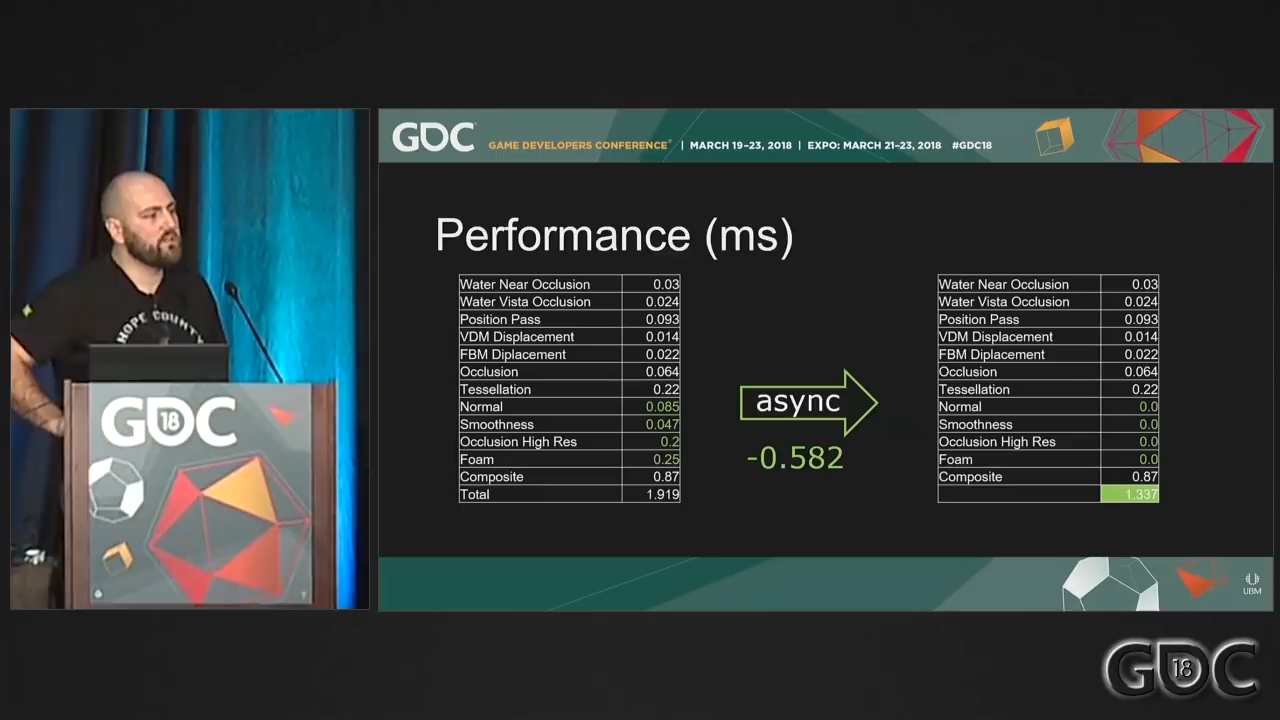 GDC
GAME DEVELOPERS CONFERENCE | MARCH 19–23, 2018 | EXPO: MARCH 21–23, 2018 #GDC18
Performance (ms)
Water Near Occlusion 0.03
Water Vista Occlusion 0.024
Position Pass 0.093
VDM Displacement 0.014
FBM Diplacement 0.022
Occlusion 0.064
Tessellation 0.22
Normal 0.085
Smoothness 0.047
Occlusion High Res 0.2
Foam 0.25
Composite 0.87
Total 1.919
async
-0.582
Water Near Occlusion 0.03
Water Vista Occlusion 0.024
Position Pass 0.093
VDM Displacement 0.014
FBM Diplacement 0.022
Occlusion 0.064
Tessellation 0.22
Normal 0.0
Smoothness 0.0
Occlusion High Res 0.0
Foam 0.0
Composite 0.87
1.337
HOPE COUNTY
GDC
18
UBM
GDC
18